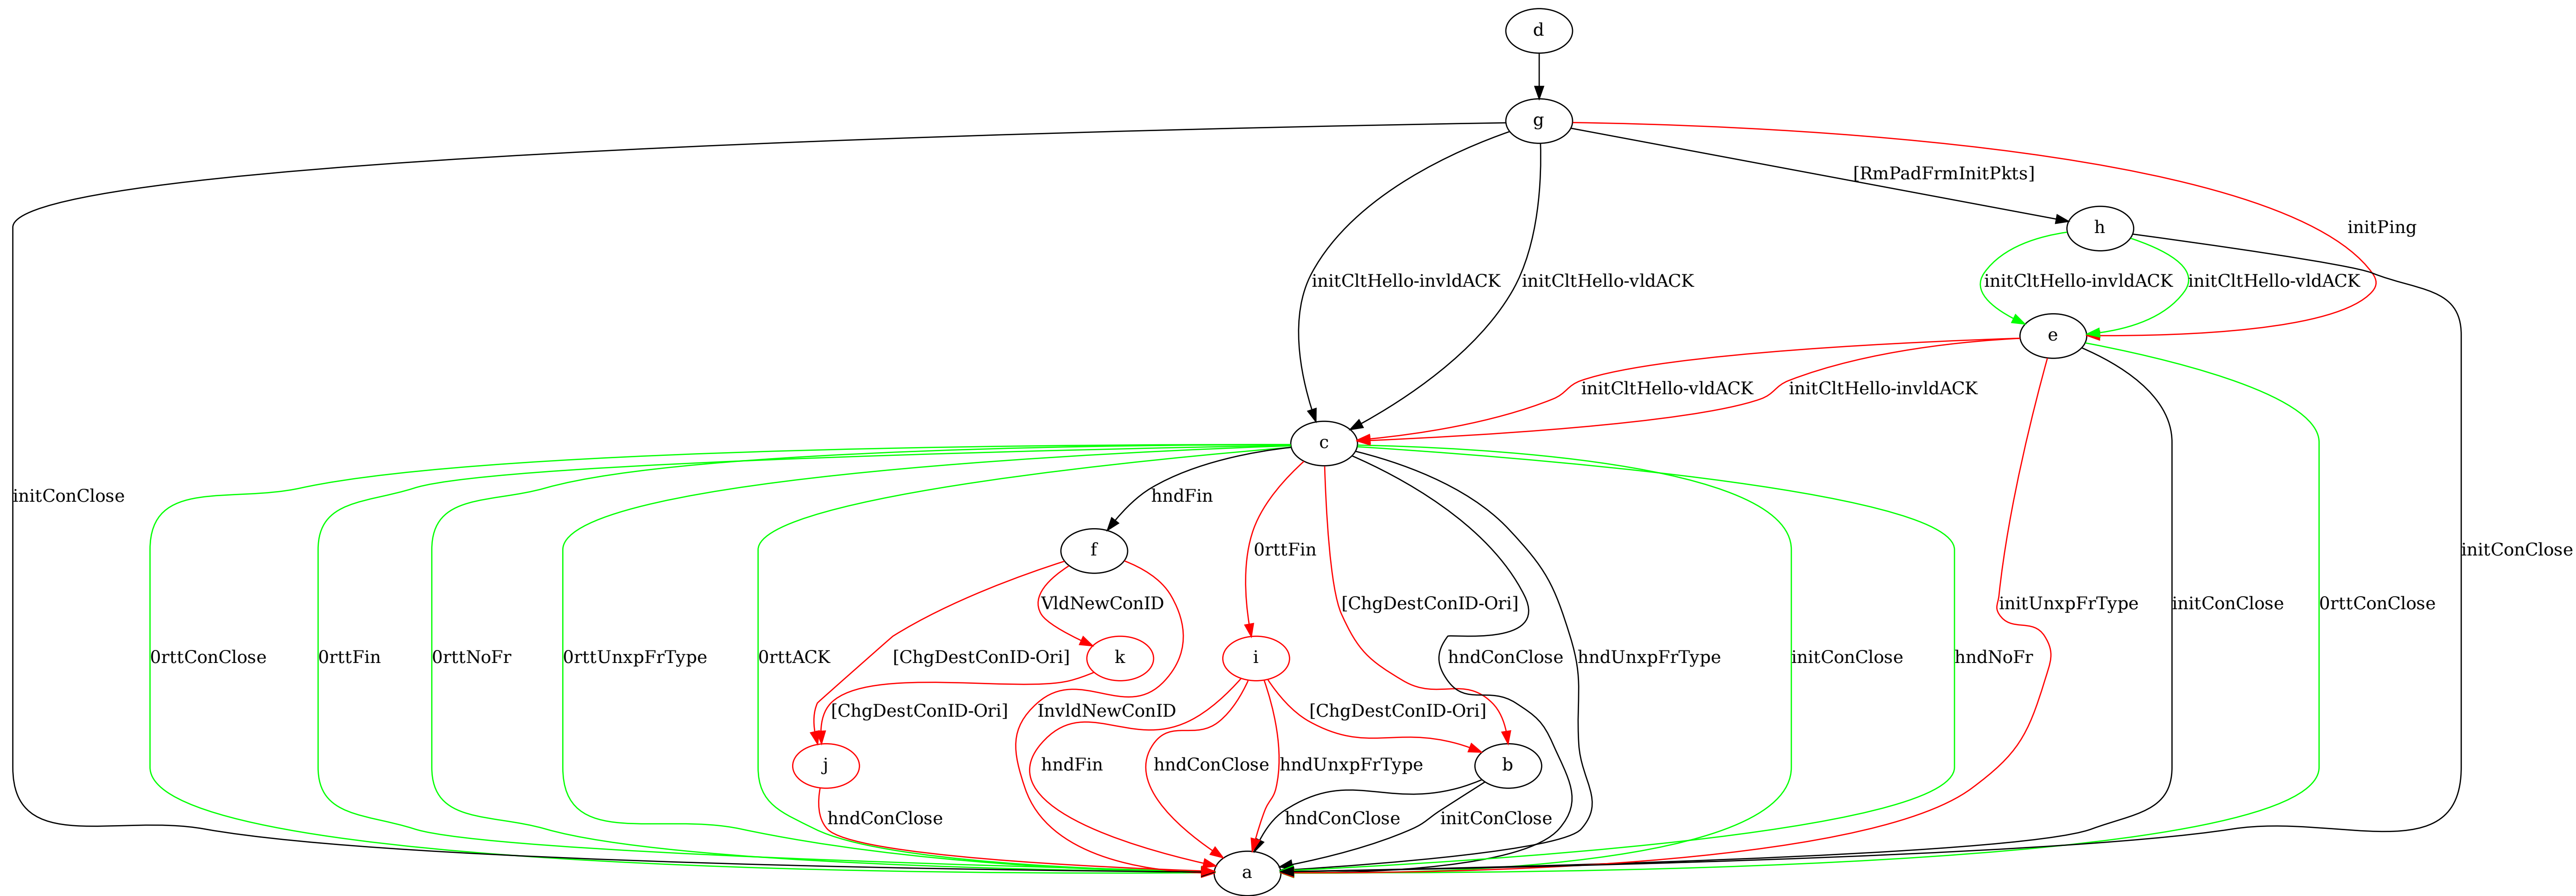 d
g
[RmPadFrmInitPkts]
h
initPing
initCltHello-invldACK
initCltHello-vldACK
initCltHello-invldACK
initCltHello-vldACK
e
initCltHello-vldACK
initCltHello-invldACK
c
initConClose
hndFin
f
0rttFin
initConClose
VldNewConID
[ChgDestConID-Ori]
initUnxpFrType
initConClose
0rttConClose
0rttConClose
0rttFin
0rttNoFr
0rttUnxpFrType
0rttACK
[ChgDestConID-Ori]
k
i
hndConClose
hndUnxpFrType
initConClose
hndNoFr
[ChgDestConID-Ori]
InvldNewConID
[ChgDestConID-Ori]
j
hndFin
hndConClose
hndUnxpFrType
b
hndConClose
hndConClose
initConClose
a